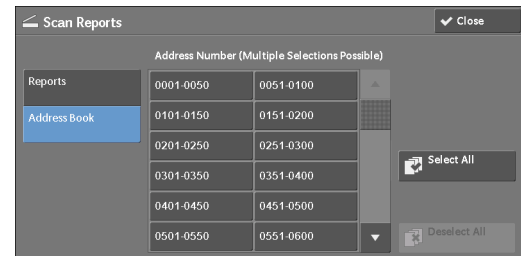 Scan Reports
Close
Address Number (Multiple Selections Possible)
Reports
Address Book
0001-0050 0051-0100
0101-0150 0151-0200
0201-0250 0251-0300
0301-0350 0351-0400
0401-0450 0451-0500
0501-0550 0551-0600
Select All
Deselect All